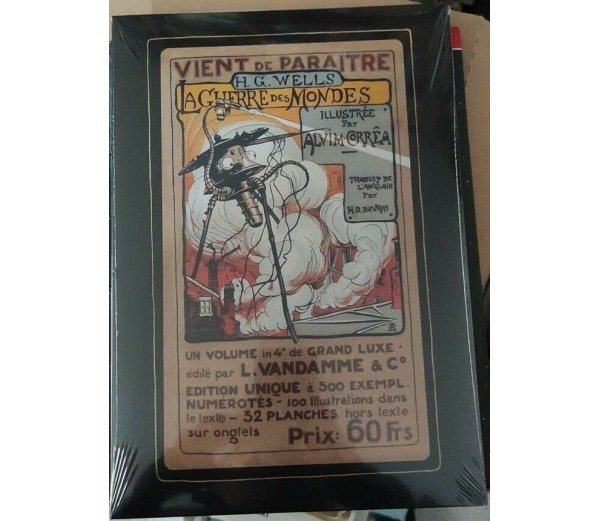 VIENT DE PARAITRE
H. G. WELLS
LA GUERRE DES MONDES
ILLUSTRÉE
Par
ALVIM-CORRÊA
TRADUIT DE
L'ANGLAIS
Par
H.D. DAVRAY
UN VOLUME in 4° de GRAND LUXE -
édité par L. VANDAMME & Co
EDITION UNIQUE à 500 EXEMPL.
NUMÉROTÉS - 100 Illustrations dans
le texte - 32 PLANCHES hors texte
sur onglets Prix: 60 Frs